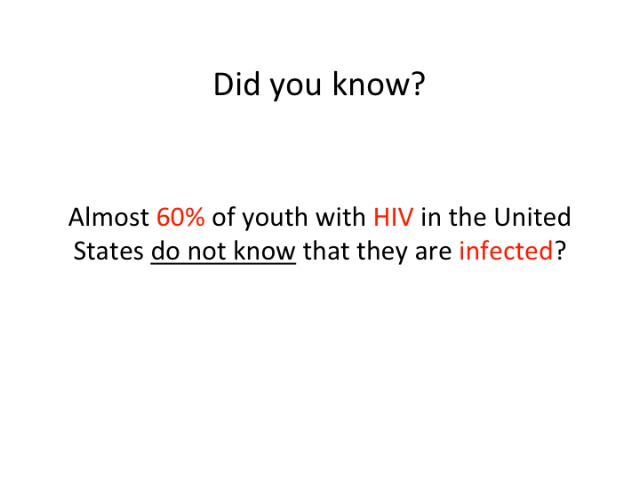 Did you know?
Almost 60% of youth with HIV in the United
States do not know that they are infected?